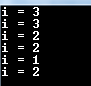 i = 3
i = 3
i = 2
i = 2
i = 1
i = 2